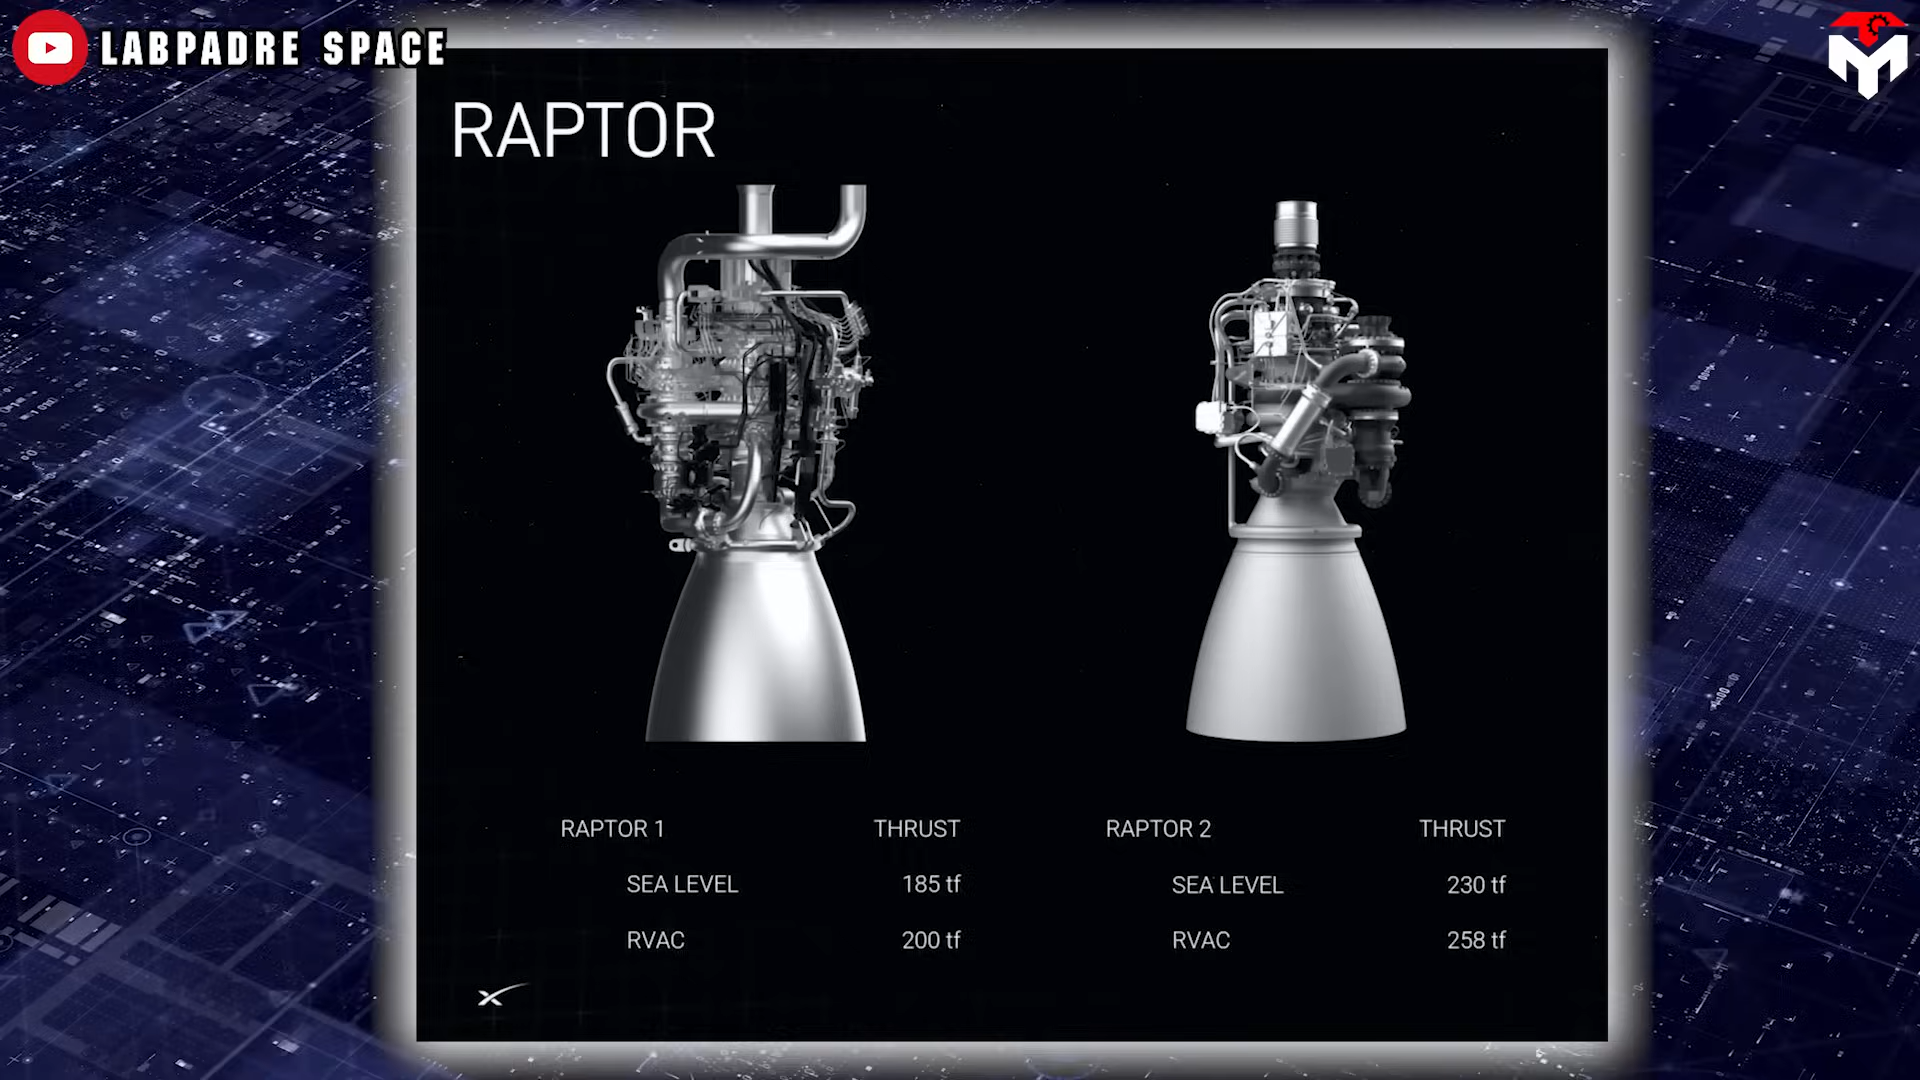 LABPADRE SPACE
RAPTOR
RAPTOR 1 THRUST
SEA LEVEL 185 tf
RVAC 200 tf
RAPTOR 2 THRUST
SEA LEVEL 230 tf
RVAC 258 tf